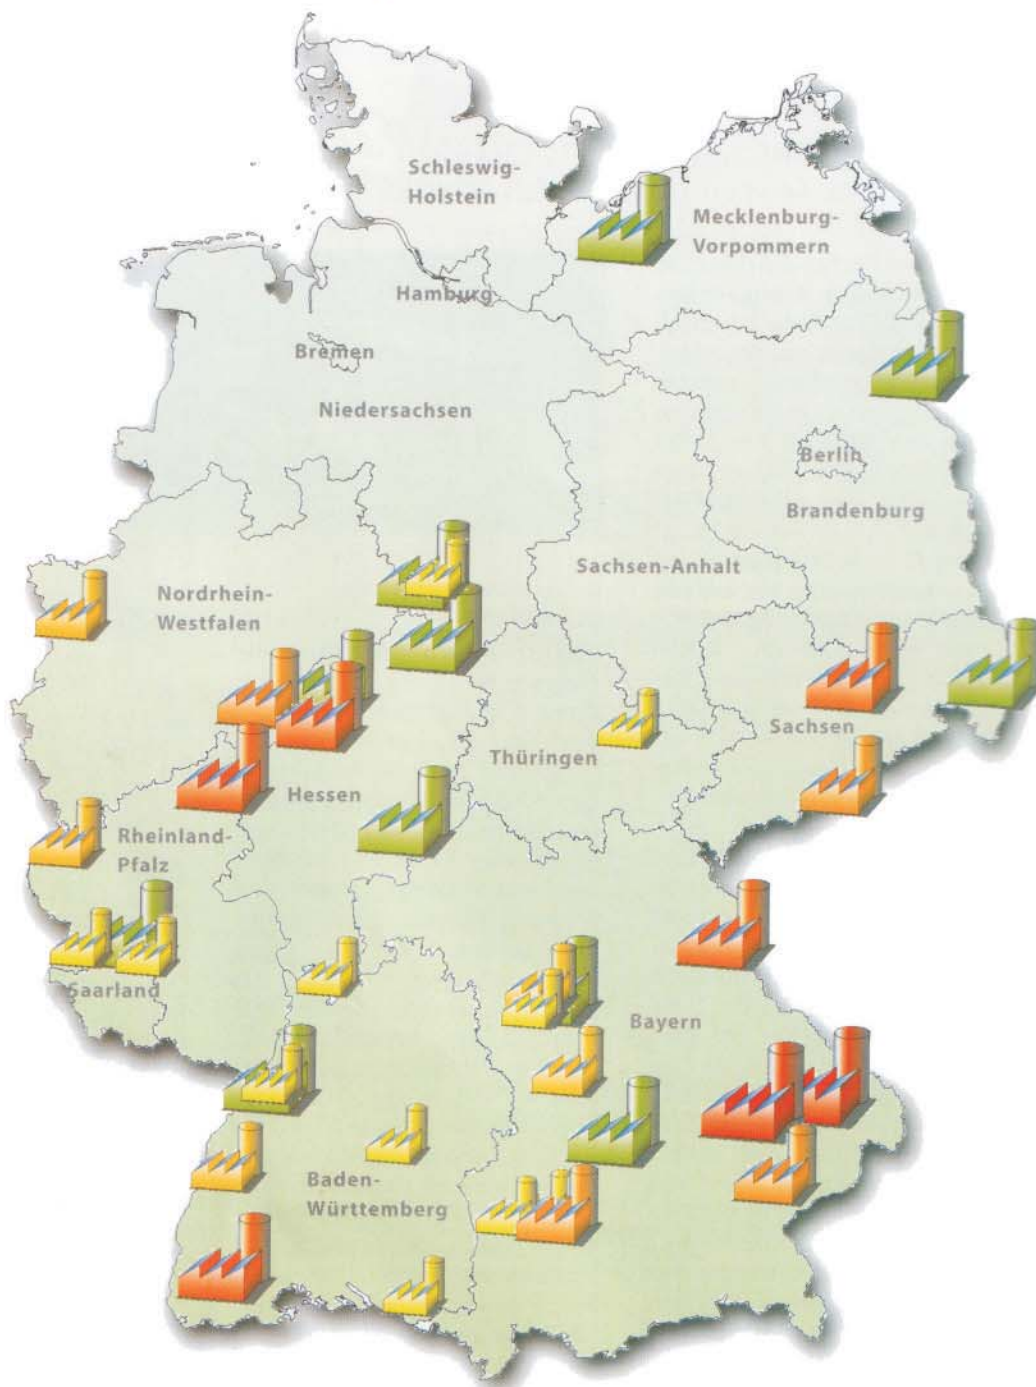 Schleswig-
Holstein
Mecklenburg-
Vorpommern
Hamburg
Bremen
Niedersachsen
Berlin
Brandenburg
Sachsen-Anhalt
Nordrhein-
Westfalen
Sachsen
Thüringen
Hessen
Rheinland-
Pfalz
Saarland
Bayern
Baden-
Württemberg